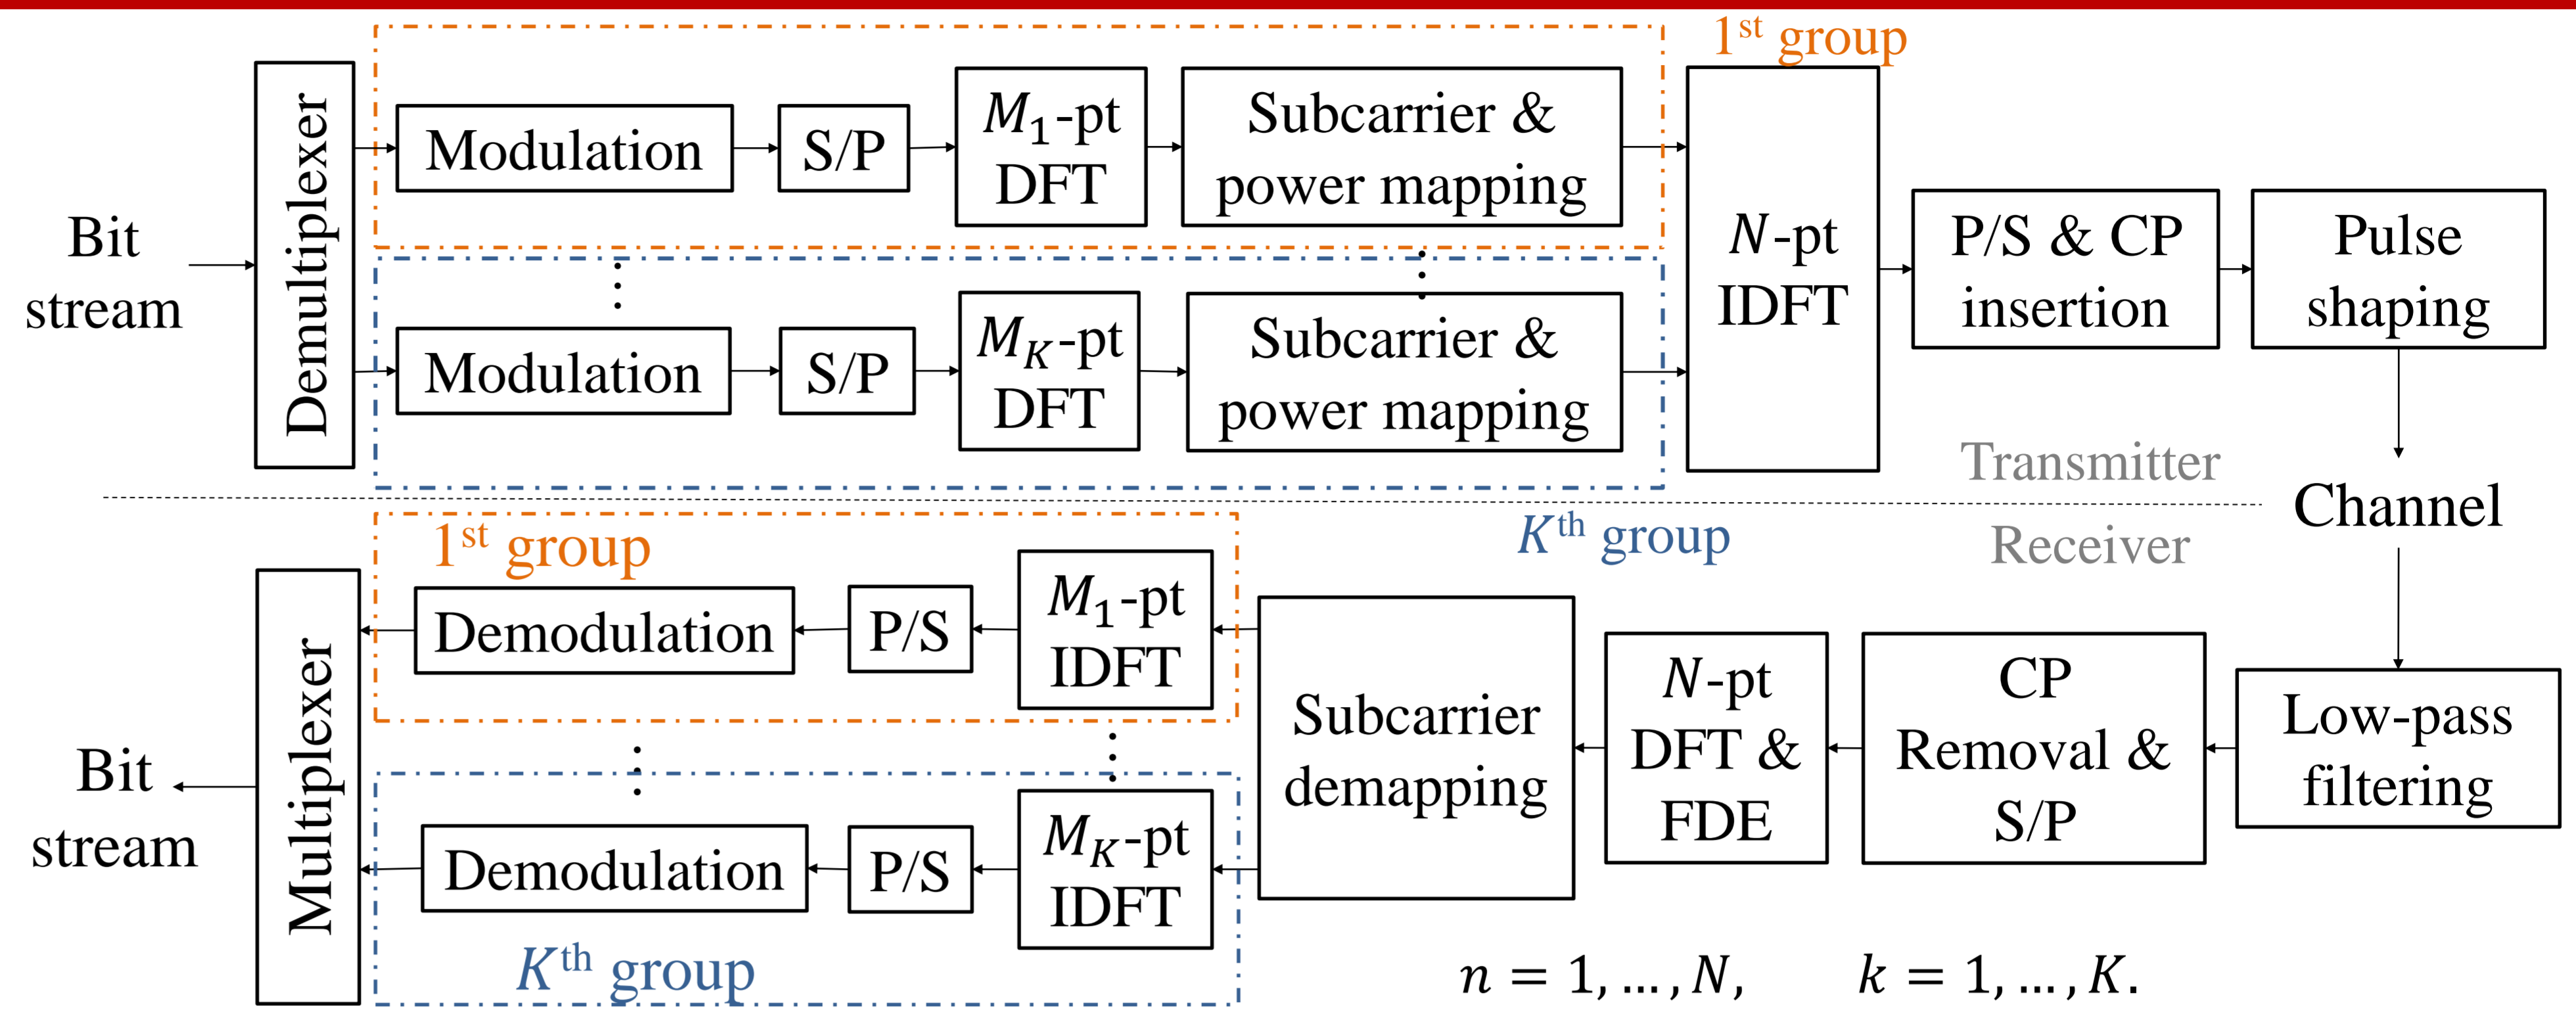 1st group
Bit
stream
Demultiplexer
Modulation
S/P
M₁-pt
DFT
Subcarrier &
power mapping
⋮
⋮
Modulation
S/P
M_K-pt
DFT
Subcarrier &
power mapping
N-pt
IDFT
P/S & CP
insertion
Pulse
shaping
Transmitter
Channel
Receiver
Kth group
1st group
Bit
stream
Multiplexer
Demodulation
P/S
M₁-pt
IDFT
⋮
⋮
Demodulation
P/S
M_K-pt
IDFT
Kth group
Subcarrier
demapping
N-pt
DFT &
FDE
CP
Removal &
S/P
Low-pass
filtering
n = 1, …, N, k = 1, …, K.